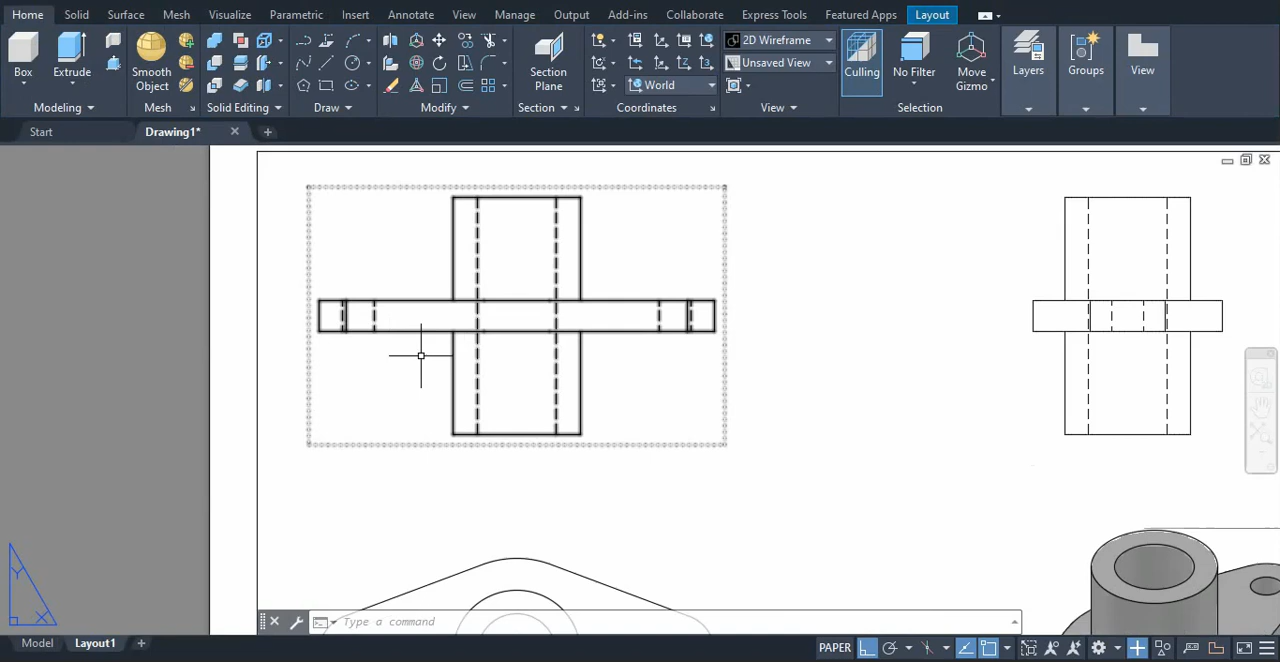 Home Solid Surface Mesh Visualize Parametric Insert Annotate View Manage Output Add-ins Collaborate Express Tools Featured Apps Layout
2D Wireframe
Unsaved View
World
Box Extrude Smooth Object Section Plane Culling No Filter Move Gizmo Layers Groups View
Modeling Mesh Solid Editing Draw Modify Section Coordinates View Selection
Start Drawing1*
Y
X
Type a command
Model Layout1 PAPER